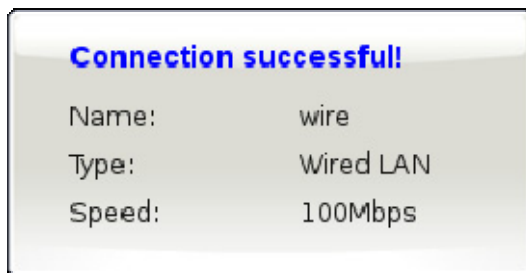 Connection successful!
Name: wire
Type: Wired LAN
Speed: 100Mbps